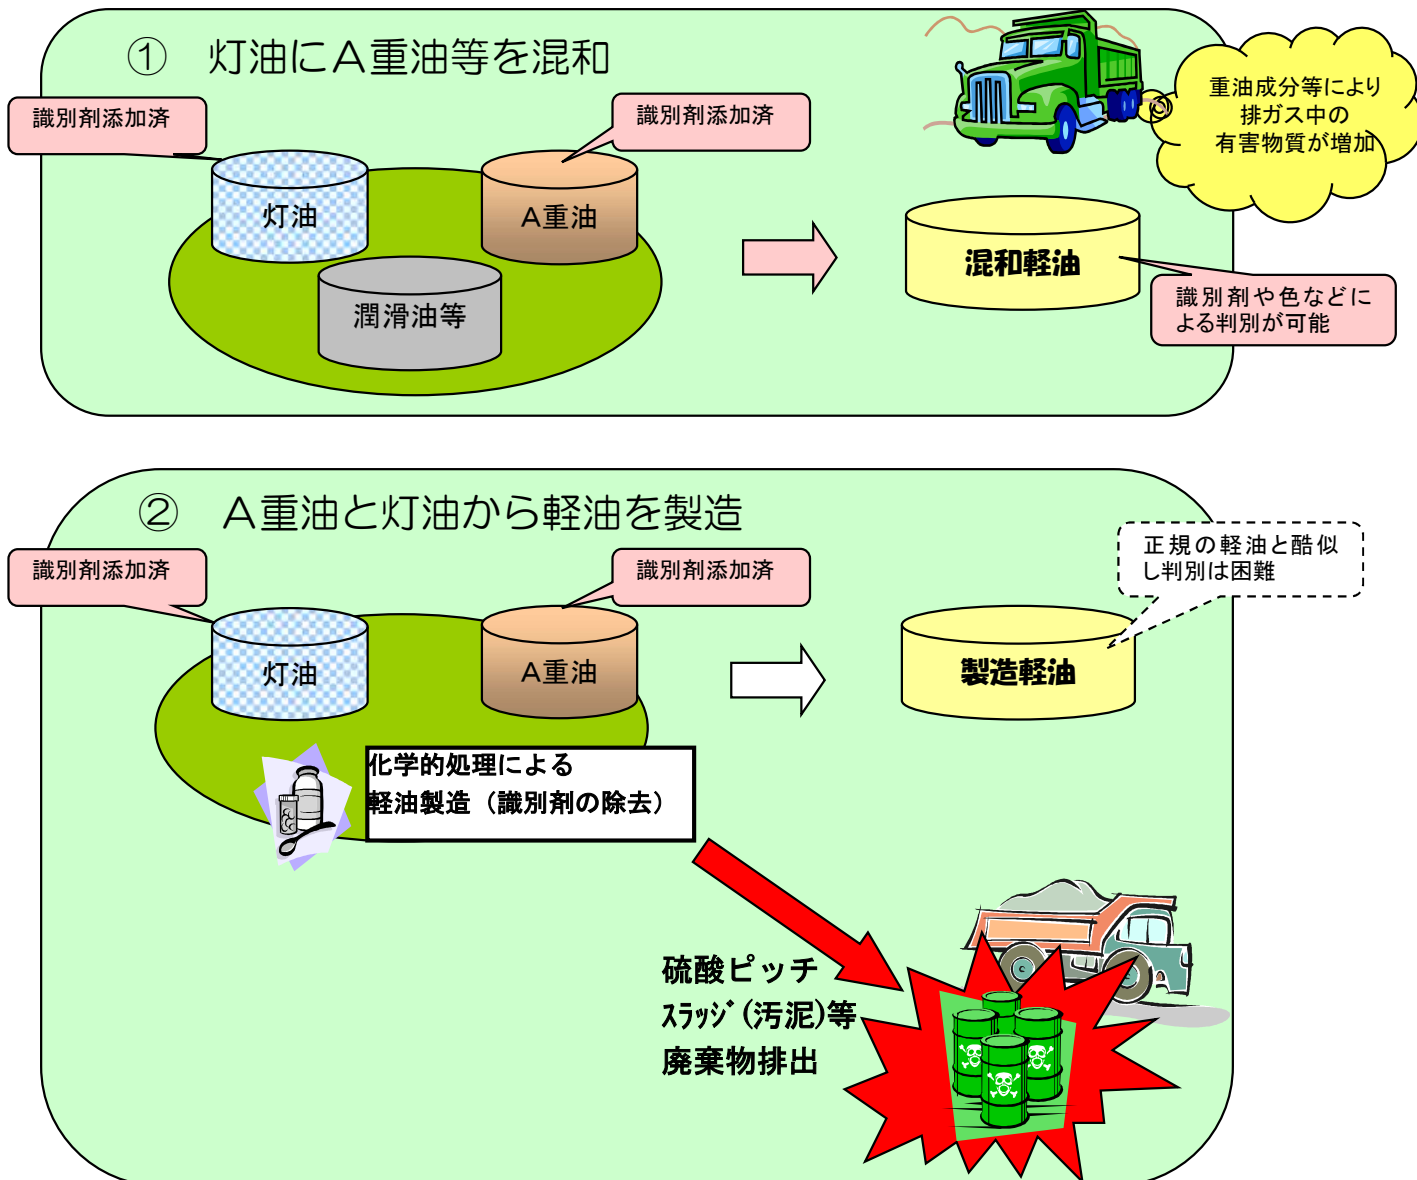 ① 灯油にA重油等を混和
識別剤添加済
識別剤添加済
重油成分等により
排ガス中の
有害物質が増加
灯油
A重油
潤滑油等
混和軽油
識別剤や色などに
よる判別が可能
② A重油と灯油から軽油を製造
識別剤添加済
識別剤添加済
正規の軽油と酷似
し判別は困難
灯油
A重油
製造軽油
化学的処理による
軽油製造（識別剤の除去）
硫酸ピッチ
ｽﾗｯｼﾞ(汚泥)等
廃棄物排出